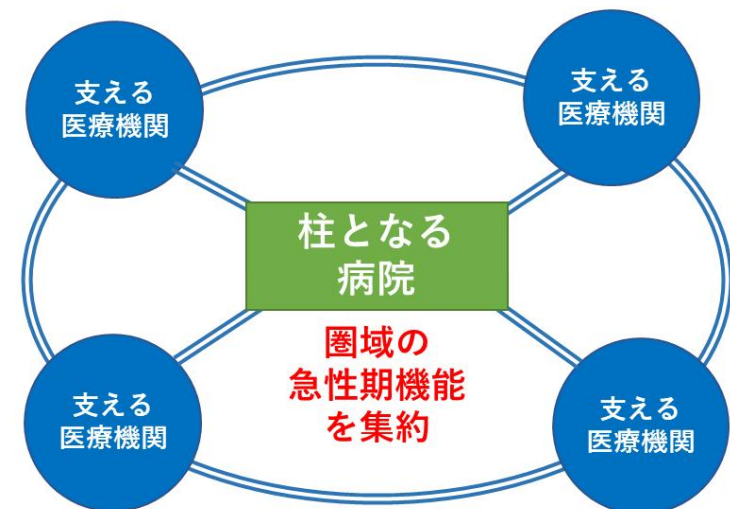 支える
医療機関
支える
医療機関
柱となる
病院
圏域の
急性期機能
を集約
支える
医療機関
支える
医療機関